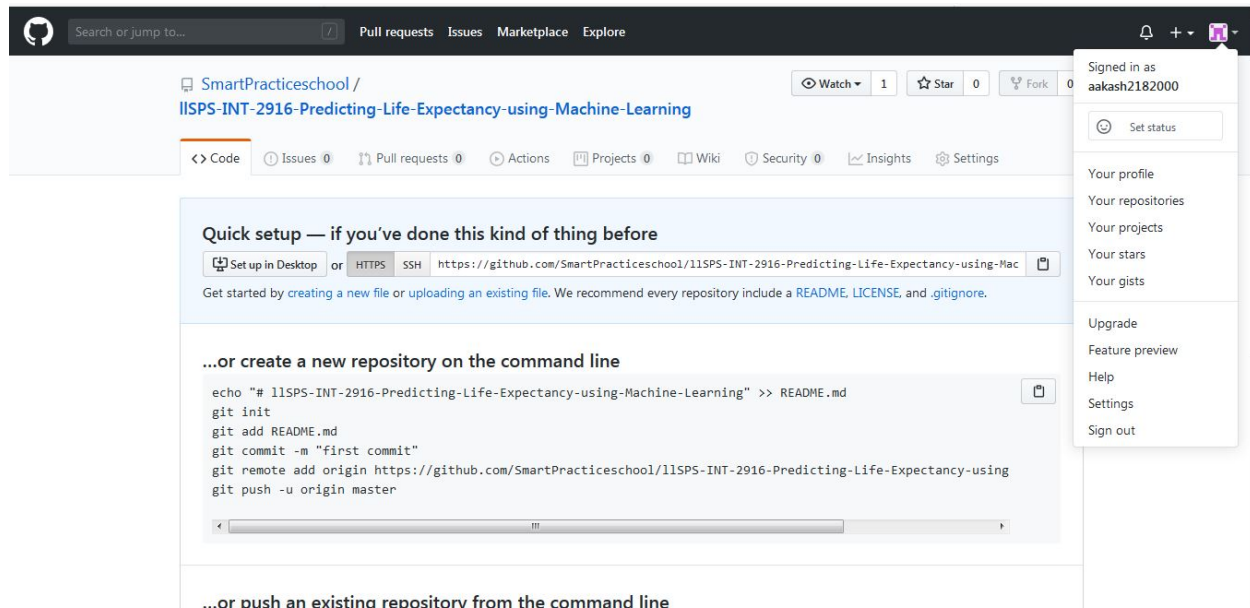 Search or jump to... /
Pull requests Issues Marketplace Explore
SmartPracticeschool /
llSPS-INT-2916-Predicting-Life-Expectancy-using-Machine-Learning
Watch 1 Star 0 Fork 0
Code Issues 0 Pull requests 0 Actions Projects 0 Wiki Security 0 Insights Settings
Signed in as
aakash2182000
Set status
Your profile
Your repositories
Your projects
Your stars
Your gists
Upgrade
Feature preview
Help
Settings
Sign out
Quick setup — if you've done this kind of thing before
Set up in Desktop or HTTPS SSH https://github.com/SmartPracticeschool/llSPS-INT-2916-Predicting-Life-Expectancy-using-Mac
Get started by creating a new file or uploading an existing file. We recommend every repository include a README, LICENSE, and .gitignore.
...or create a new repository on the command line
echo "# llSPS-INT-2916-Predicting-Life-Expectancy-using-Machine-Learning" >> README.md
git init
git add README.md
git commit -m "first commit"
git remote add origin https://github.com/SmartPracticeschool/llSPS-INT-2916-Predicting-Life-Expectancy-using
git push -u origin master
...or push an existing repository from the command line